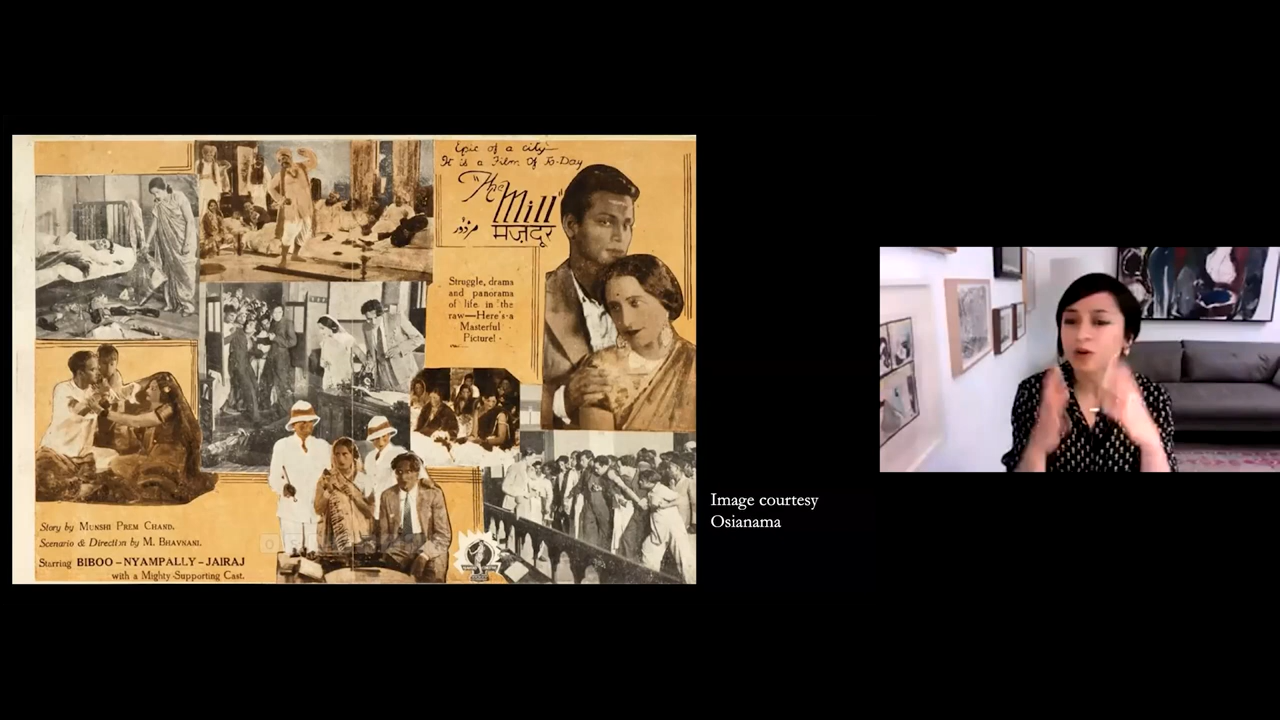 Epic of a city
It is a Film Of To-Day
"The
Mill"
مزدور
मज़दूर
Struggle, drama
and panorama
of life in the
raw—Here's a
Masterful
Picture!
Image courtesy
Osianama
Story by MUNSHI PREM CHAND.
Scenario & Direction by M. BHAVNANI.
Starring BIBOO–NYAMPALLY–JAIRAJ
with a Mighty Supporting Cast.